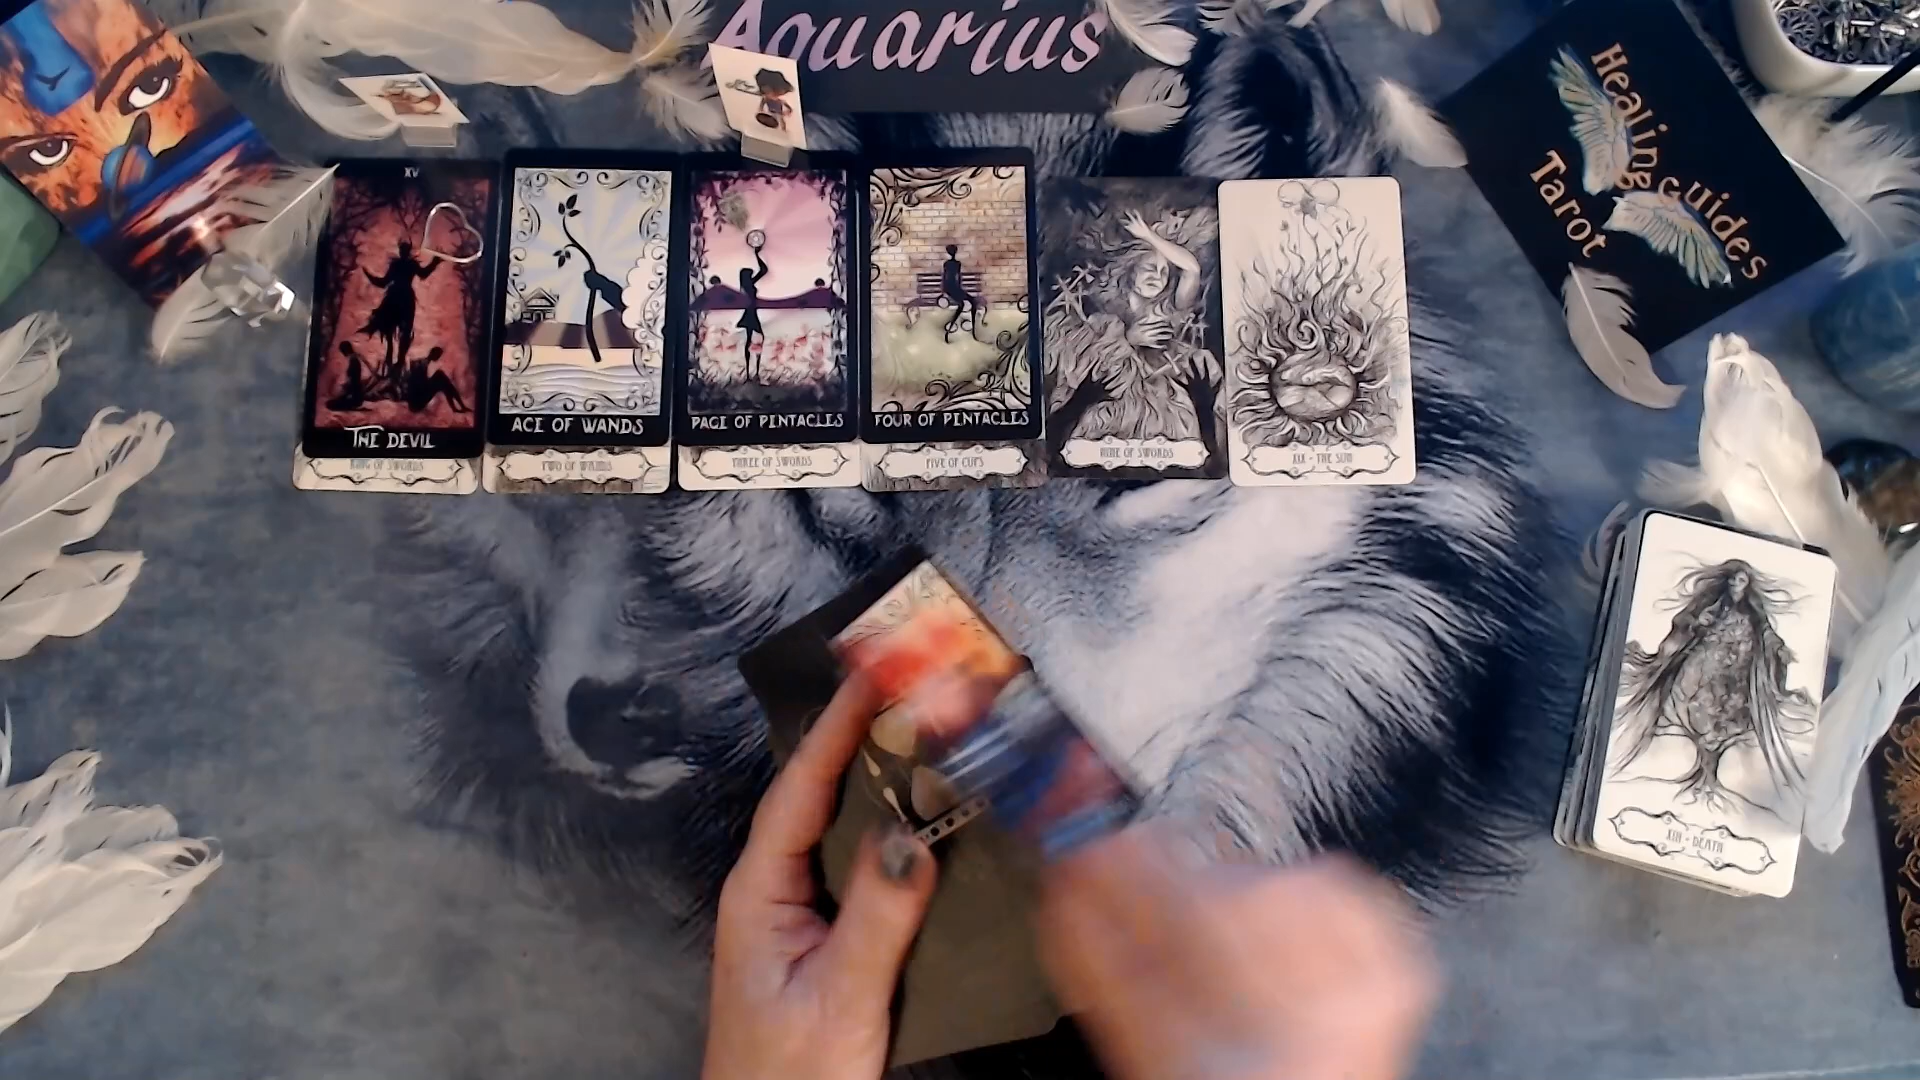 Aquarius
Healing guides
Tarot
XV
THE DEVIL
ACE OF WANDS
PAGE OF PENTACLES
FOUR OF PENTACLES
KING OF SWORDS
TWO OF WANDS
THREE OF SWORDS
FIVE OF CUPS
NINE OF SWORDS
XIX - THE SUN
XIII - DEATH